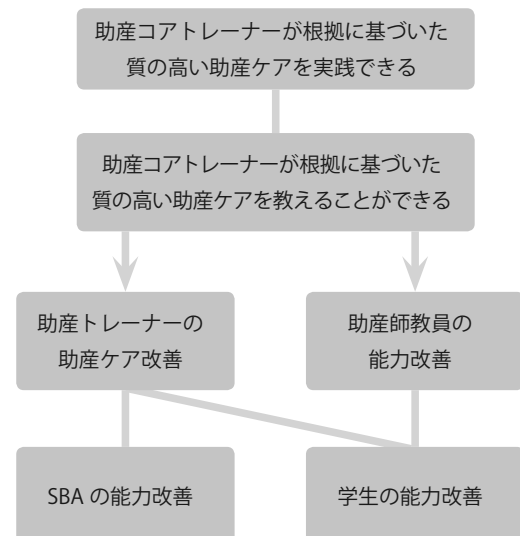 助産コアトレーナーが根拠に基づいた
質の高い助産ケアを実践できる
助産コアトレーナーが根拠に基づいた
質の高い助産ケアを教えることができる
助産トレーナーの
助産ケア改善
助産師教員の
能力改善
SBA の能力改善
学生の能力改善